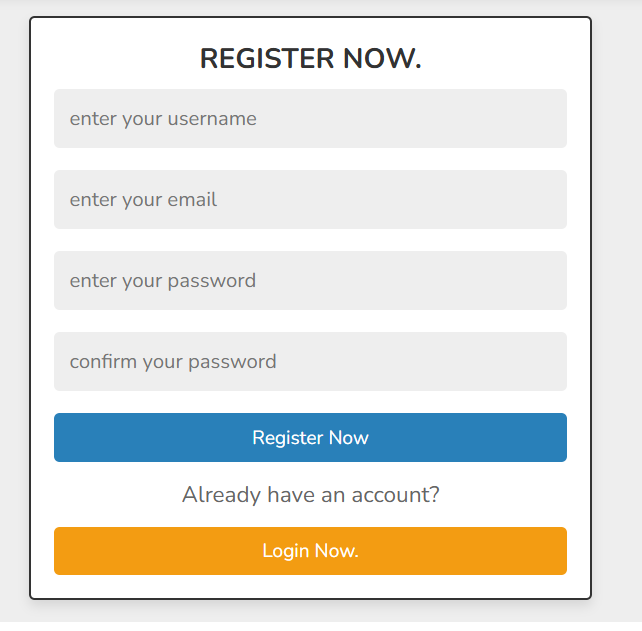 REGISTER NOW.
enter your username
enter your email
enter your password
confirm your password
Register Now
Already have an account?
Login Now.